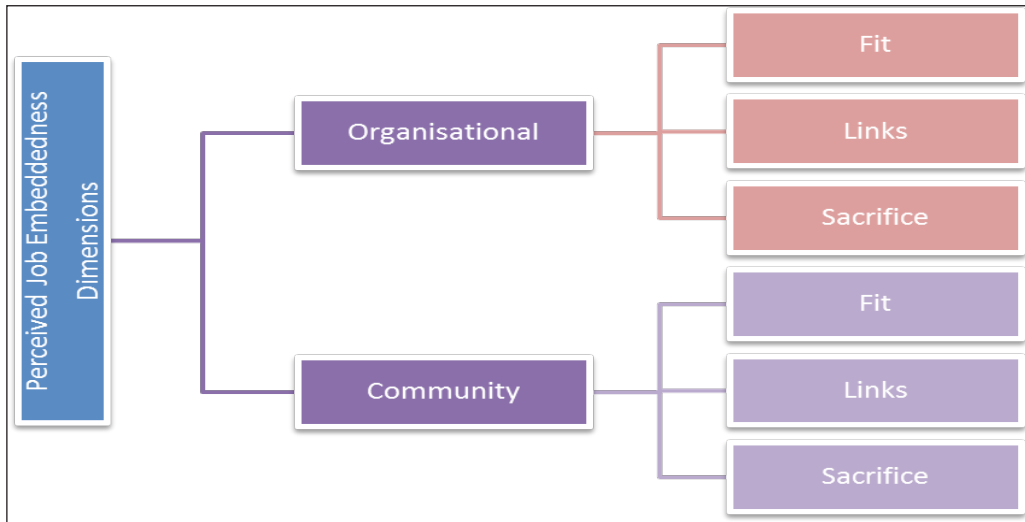 Perceived Job Embeddedness
Dimensions
Organisational
Fit
Links
Sacrifice
Community
Fit
Links
Sacrifice